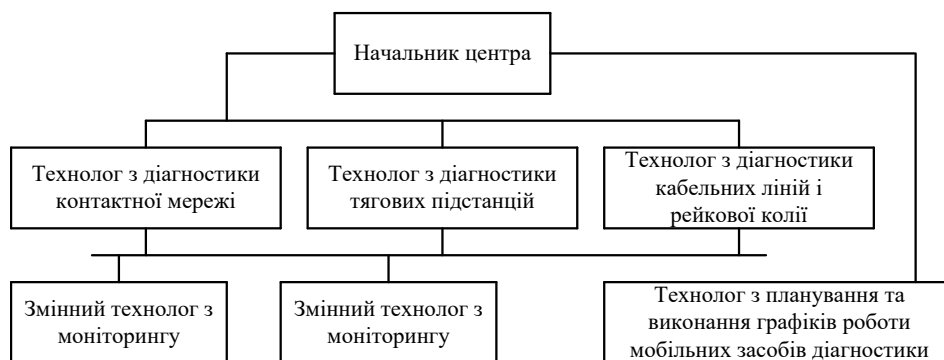 Начальник центра
Технолог з діагностики
контактної мережі
Технолог з діагностики
тягових підстанцій
Технолог з діагностики
кабельних ліній і
рейкової колії
Змінний технолог з
моніторингу
Змінний технолог з
моніторингу
Технолог з планування та
виконання графіків роботи
мобільних засобів діагностики